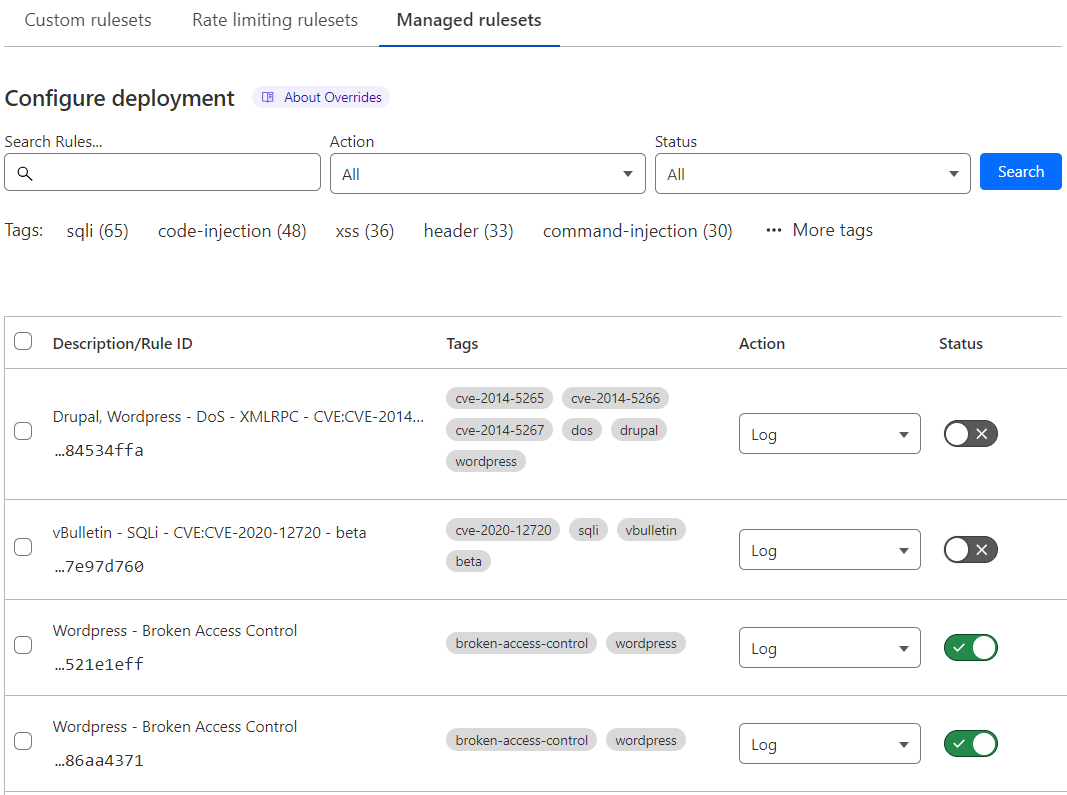 Custom rulesets Rate limiting rulesets Managed rulesets
Configure deployment About Overrides
Search Rules... Action Status
All All Search
Tags: sqli (65) code-injection (48) xss (36) header (33) command-injection (30) ••• More tags
Description/Rule ID Tags Action Status
cve-2014-5265 cve-2014-5266
Drupal, Wordpress - DoS - XMLRPC - CVE:CVE-2014...
cve-2014-5267 dos drupal
Log
...84534ffa
wordpress
cve-2020-12720 sqli vbulletin
vBulletin - SQLi - CVE:CVE-2020-12720 - beta
Log
beta
...7e97d760
Wordpress - Broken Access Control
broken-access-control wordpress
Log
...521e1eff
Wordpress - Broken Access Control
broken-access-control wordpress
Log
...86aa4371